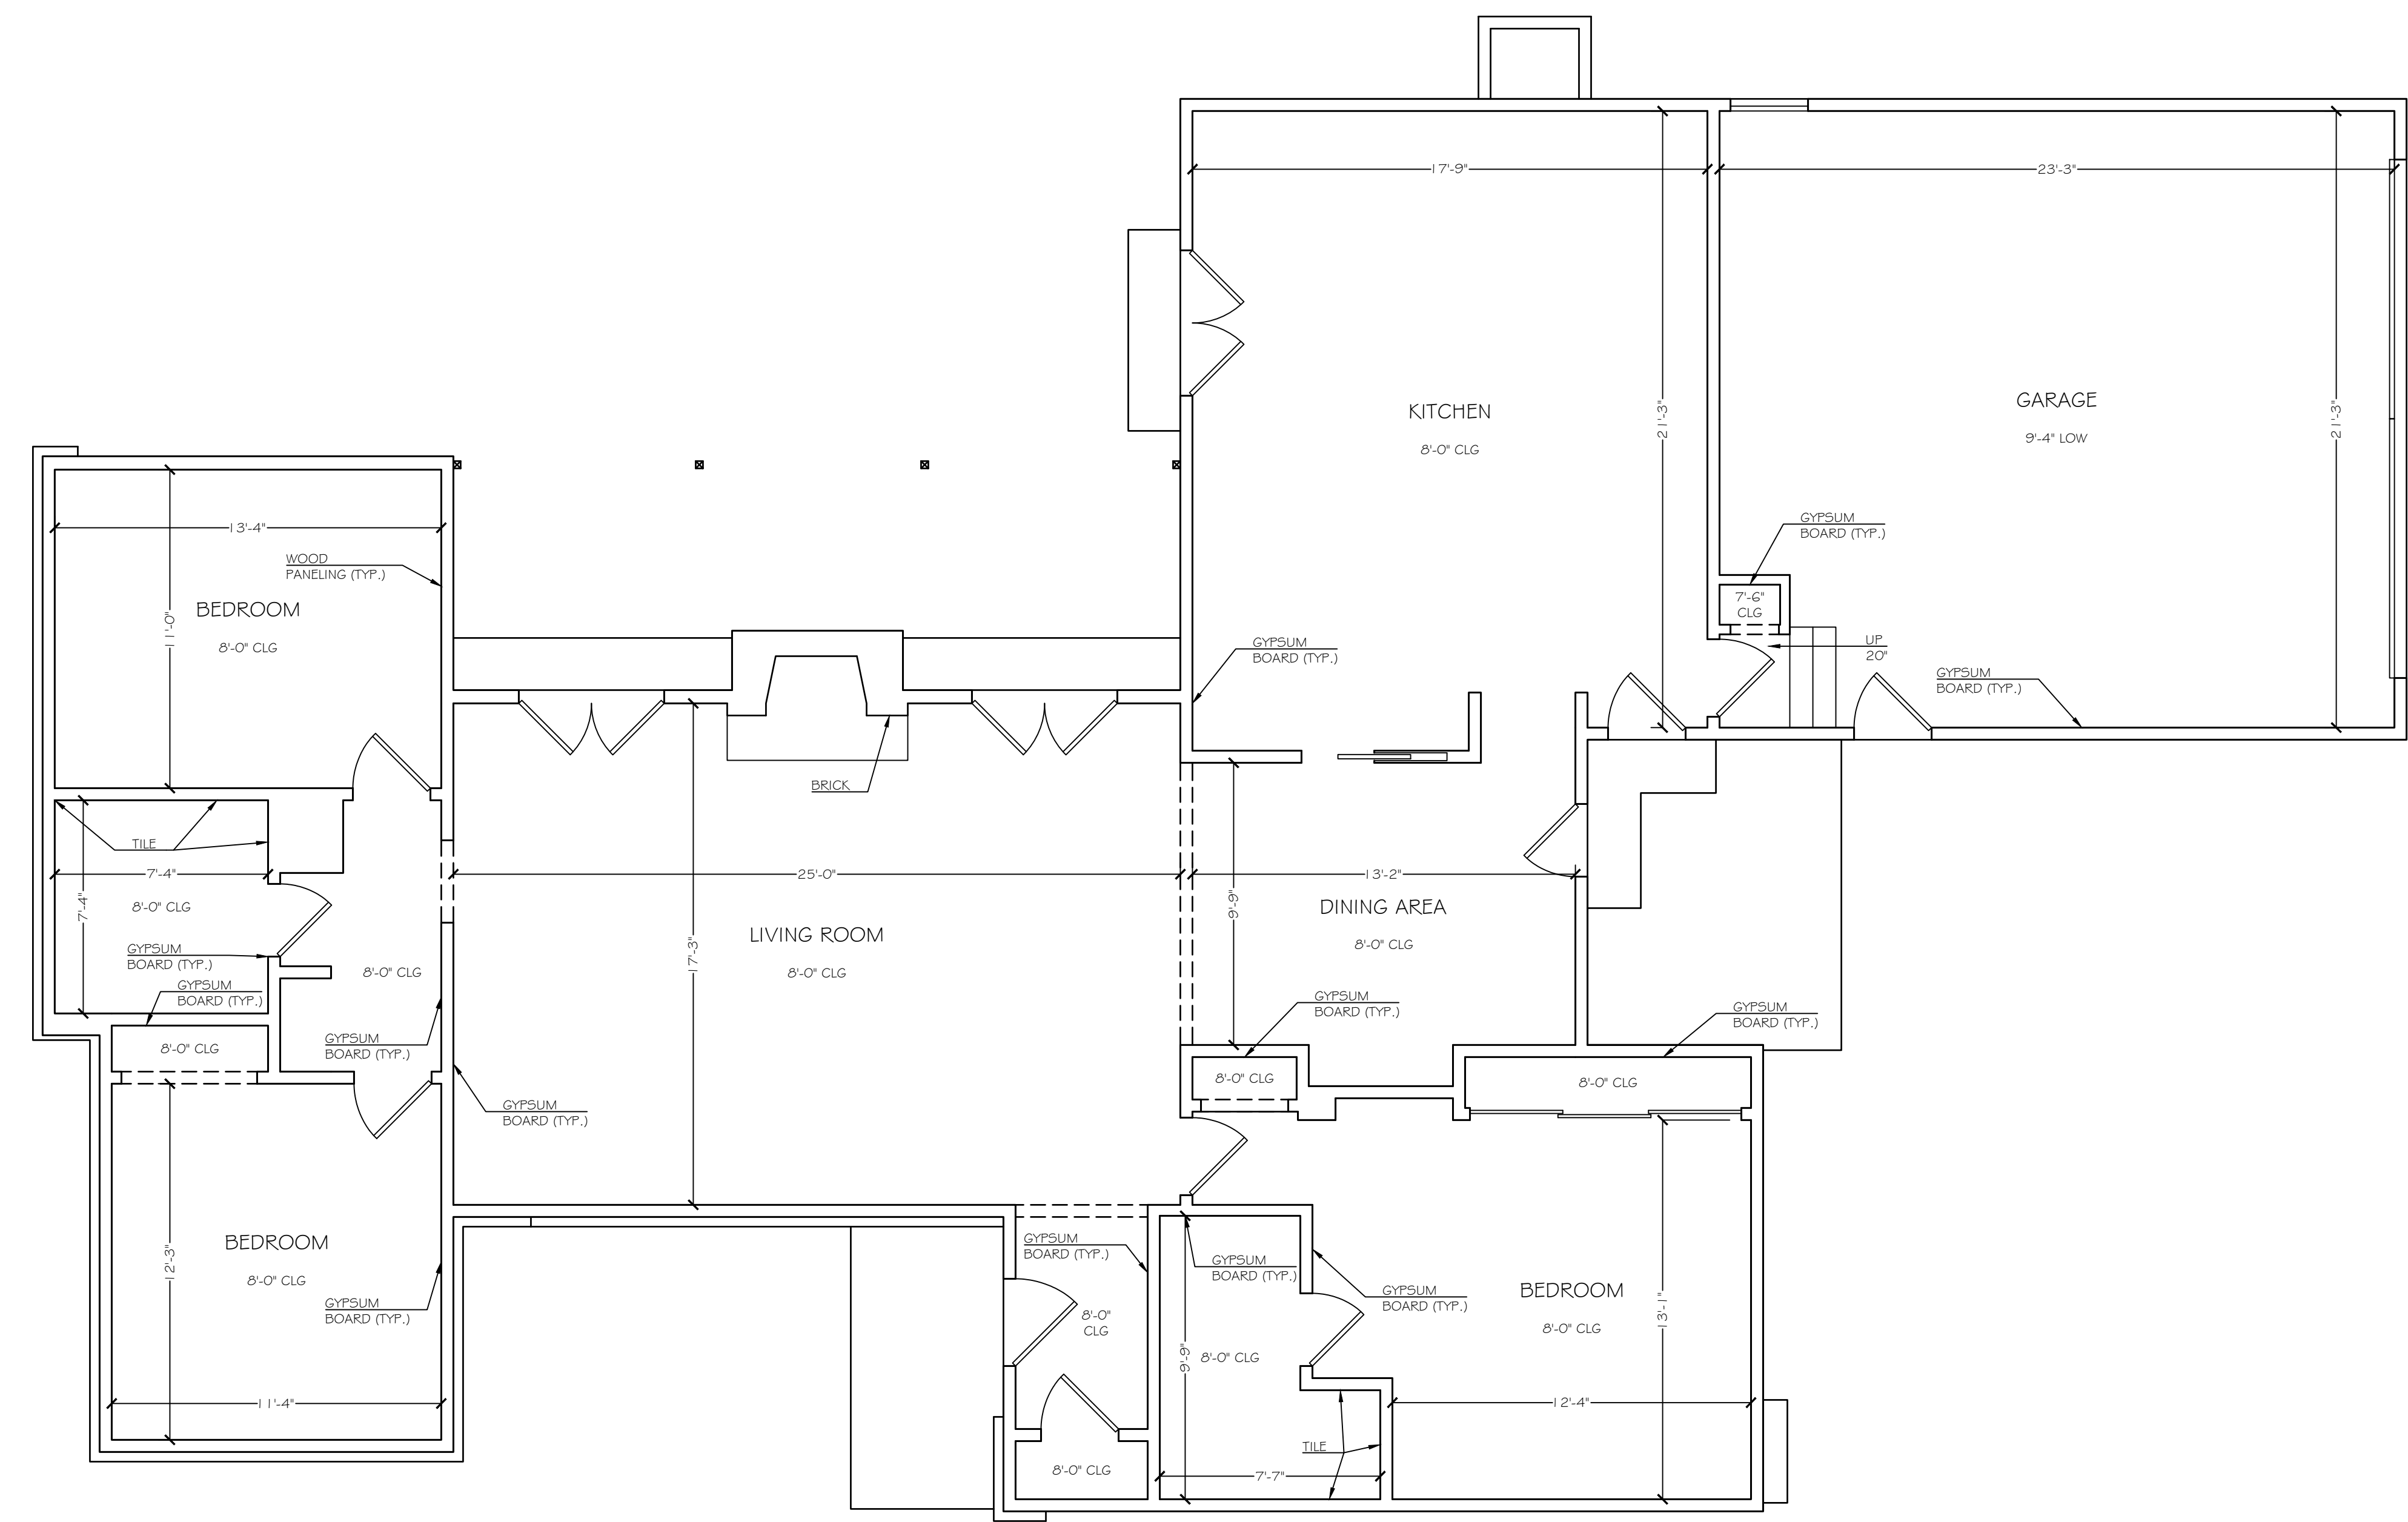 17'-9"
23'-3"
KITCHEN
8'-0" CLG
21'-3"
GARAGE
9'-4" LOW
21'-3"
13'-4"
WOOD
PANELING (TYP.)
BEDROOM
8'-0" CLG
11'-0"
GYPSUM
BOARD (TYP.)
7'-6"
CLG
UP
20"
GYPSUM
BOARD (TYP.)
GYPSUM
BOARD (TYP.)
BRICK
TILE
7'-4"
7'-4"
8'-0" CLG
GYPSUM
BOARD (TYP.)
GYPSUM
BOARD (TYP.)
8'-0" CLG
8'-0" CLG
GYPSUM
BOARD (TYP.)
25'-0"
LIVING ROOM
8'-0" CLG
17'-3"
GYPSUM
BOARD (TYP.)
13'-2"
9'-9"
DINING AREA
8'-0" CLG
GYPSUM
BOARD (TYP.)
8'-0" CLG
GYPSUM
BOARD (TYP.)
8'-0" CLG
BEDROOM
8'-0" CLG
12'-3"
GYPSUM
BOARD (TYP.)
11'-4"
GYPSUM
BOARD (TYP.)
8'-0"
CLG
8'-0" CLG
GYPSUM
BOARD (TYP.)
9'-9"
8'-0" CLG
GYPSUM
BOARD (TYP.)
TILE
7'-7"
BEDROOM
8'-0" CLG
13'-1"
12'-4"